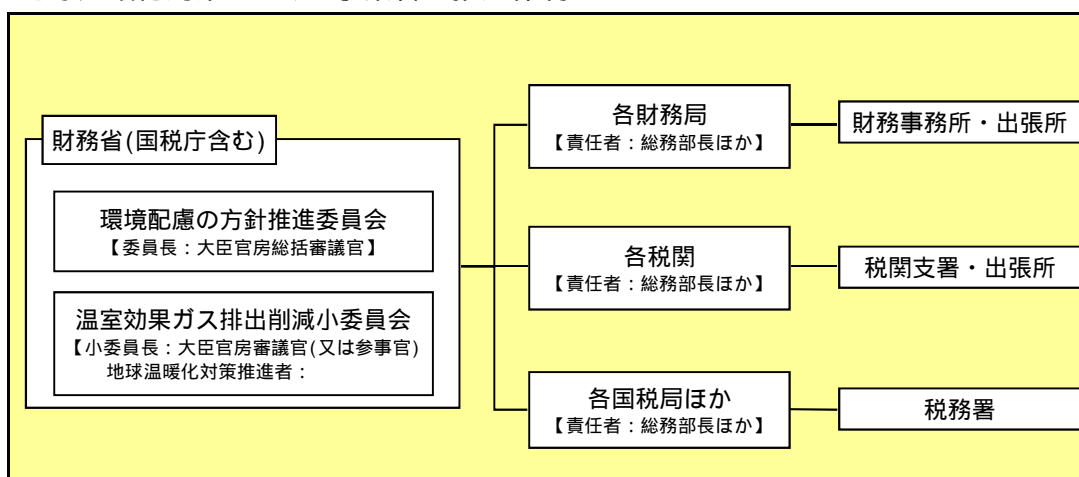 財務省(国税庁含む)
環境配慮の方針推進委員会
【委員長：大臣官房総括審議官】
温室効果ガス排出削減小委員会
【小委員長：大臣官房審議官(又は参事官)
地球温暖化対策推進者：
各財務局
【責任者：総務部長ほか】
財務事務所・出張所
各税関
【責任者：総務部長ほか】
税関支署・出張所
各国税局ほか
【責任者：総務部長ほか】
税務署